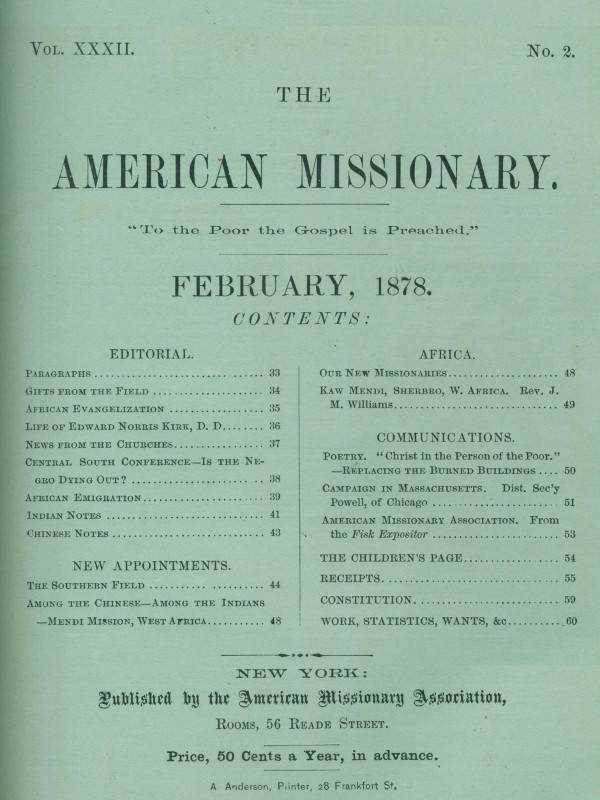 VOL. XXXII.
No. 2.
THE
AMERICAN MISSIONARY.
"To the Poor the Gospel is Preached."
FEBRUARY, 1878.
CONTENTS:
EDITORIAL.
PARAGRAPHS ................................ 33
GIFTS FROM THE FIELD ..................... 34
AFRICAN EVANGELIZATION .................. 35
LIFE OF EDWARD NORRIS KIRK, D. D........ 36
NEWS FROM THE CHURCHES................. 37
CENTRAL SOUTH CONFERENCE—IS THE NE-
GRO DYING OUT? ......................... 38
AFRICAN EMIGRATION...................... 39
INDIAN NOTES ............................. 41
CHINESE NOTES ............................ 43
NEW APPOINTMENTS.
THE SOUTHERN FIELD ...................... 44
AMONG THE CHINESE—AMONG THE INDIANS
—MENDI MISSION, WEST AFRICA........... 48
AFRICA.
OUR NEW MISSIONARIES..................... 48
KAW MENDI, SHERBRO, W. AFRICA. Rev. J.
M. Williams.............................. 49
COMMUNICATIONS.
POETRY. "Christ in the Person of the Poor."
—REPLACING THE BURNED BUILDINGS .... 50
CAMPAIGN IN MASSACHUSETTS. Dist. Sec'y
Powell, of Chicago ....................... 51
AMERICAN MISSIONARY ASSOCIATION. From
the Fisk Expositor ....................... 53
THE CHILDREN'S PAGE.................... 54
RECEIPTS.................................. 55
CONSTITUTION............................. 59
WORK, STATISTICS, WANTS, &c.......... 60
NEW YORK:
Published by the American Missionary Association,
ROOMS, 56 READE STREET.
Price, 50 Cents a Year, in advance.
A Anderson, Printer, 28 Frankfort St,